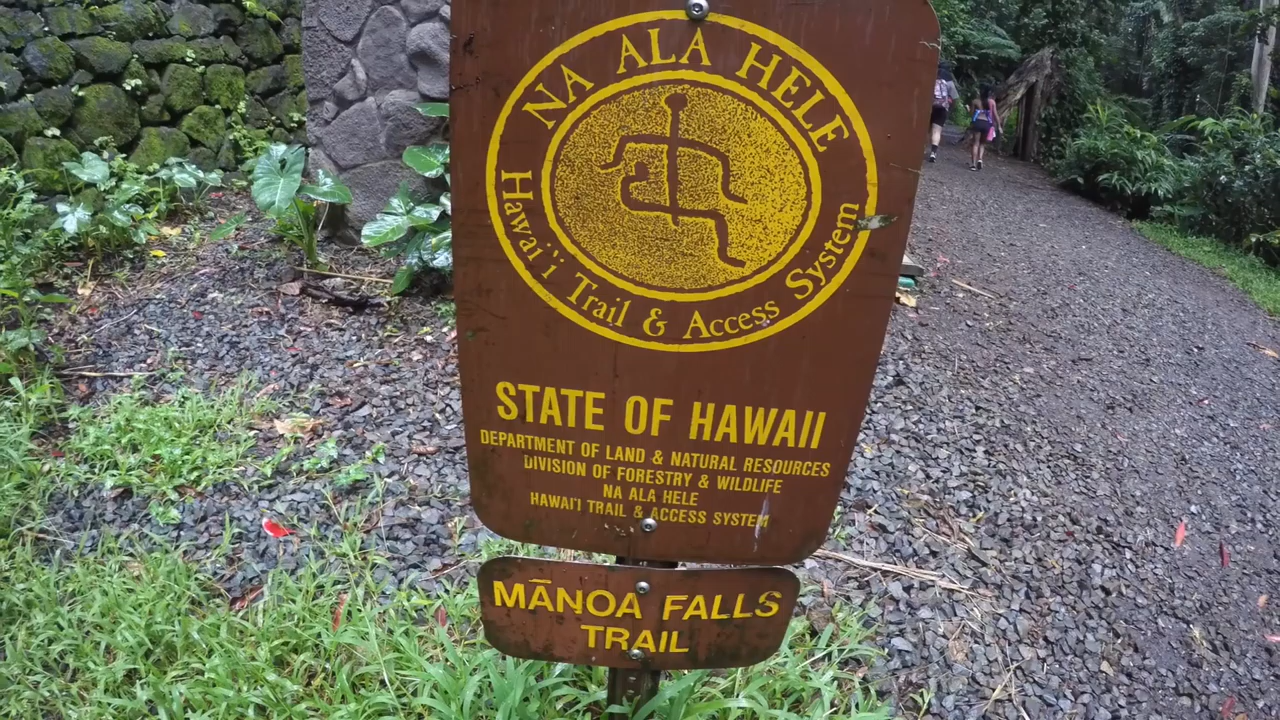 NA ALA HELE
Hawai'i Trail & Access System
STATE OF HAWAII
DEPARTMENT OF LAND & NATURAL RESOURCES
DIVISION OF FORESTRY & WILDLIFE
NA ALA HELE
HAWAI'I TRAIL & ACCESS SYSTEM
MĀNOA FALLS
TRAIL